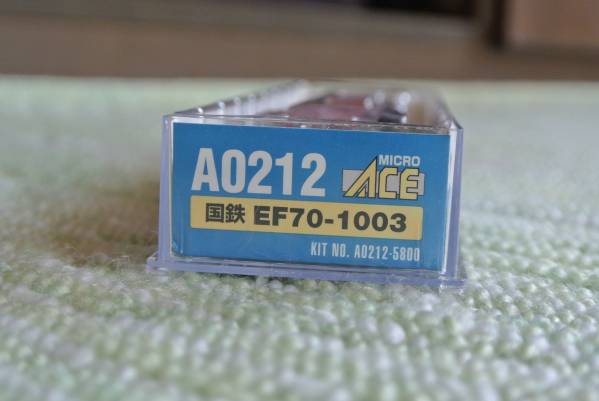 A0212
MICRO
ACE
国鉄 EF70-1003
KIT NO. A0212-5800